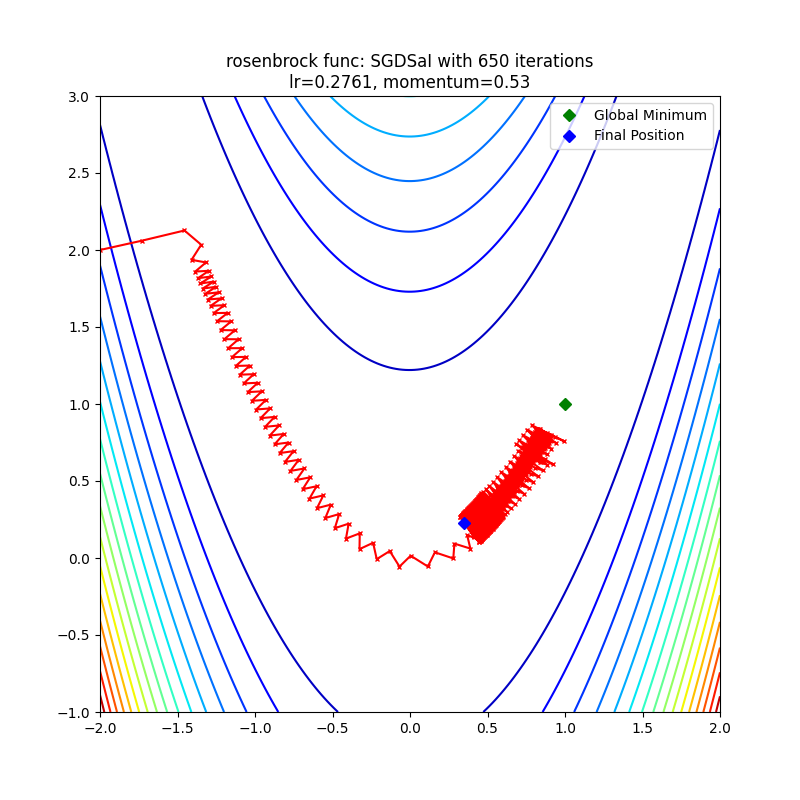 rosenbrock func: SGDSaI with 650 iterations
lr=0.2761, momentum=0.53
Global Minimum
Final Position
3.0
2.5
2.0
1.5
1.0
0.5
0.0
−0.5
−1.0
−2.0 −1.5 −1.0 −0.5 0.0 0.5 1.0 1.5 2.0